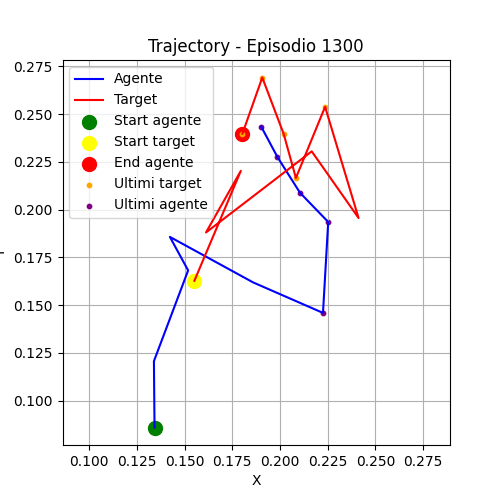 Trajectory - Episodio 1300
Agente
Target
Start agente
Start target
End agente
Ultimi target
Ultimi agente
0.275
0.250
0.225
0.200
0.175
0.150
0.125
0.100
0.100
0.125
0.150
0.175
0.200
0.225
0.250
0.275
X